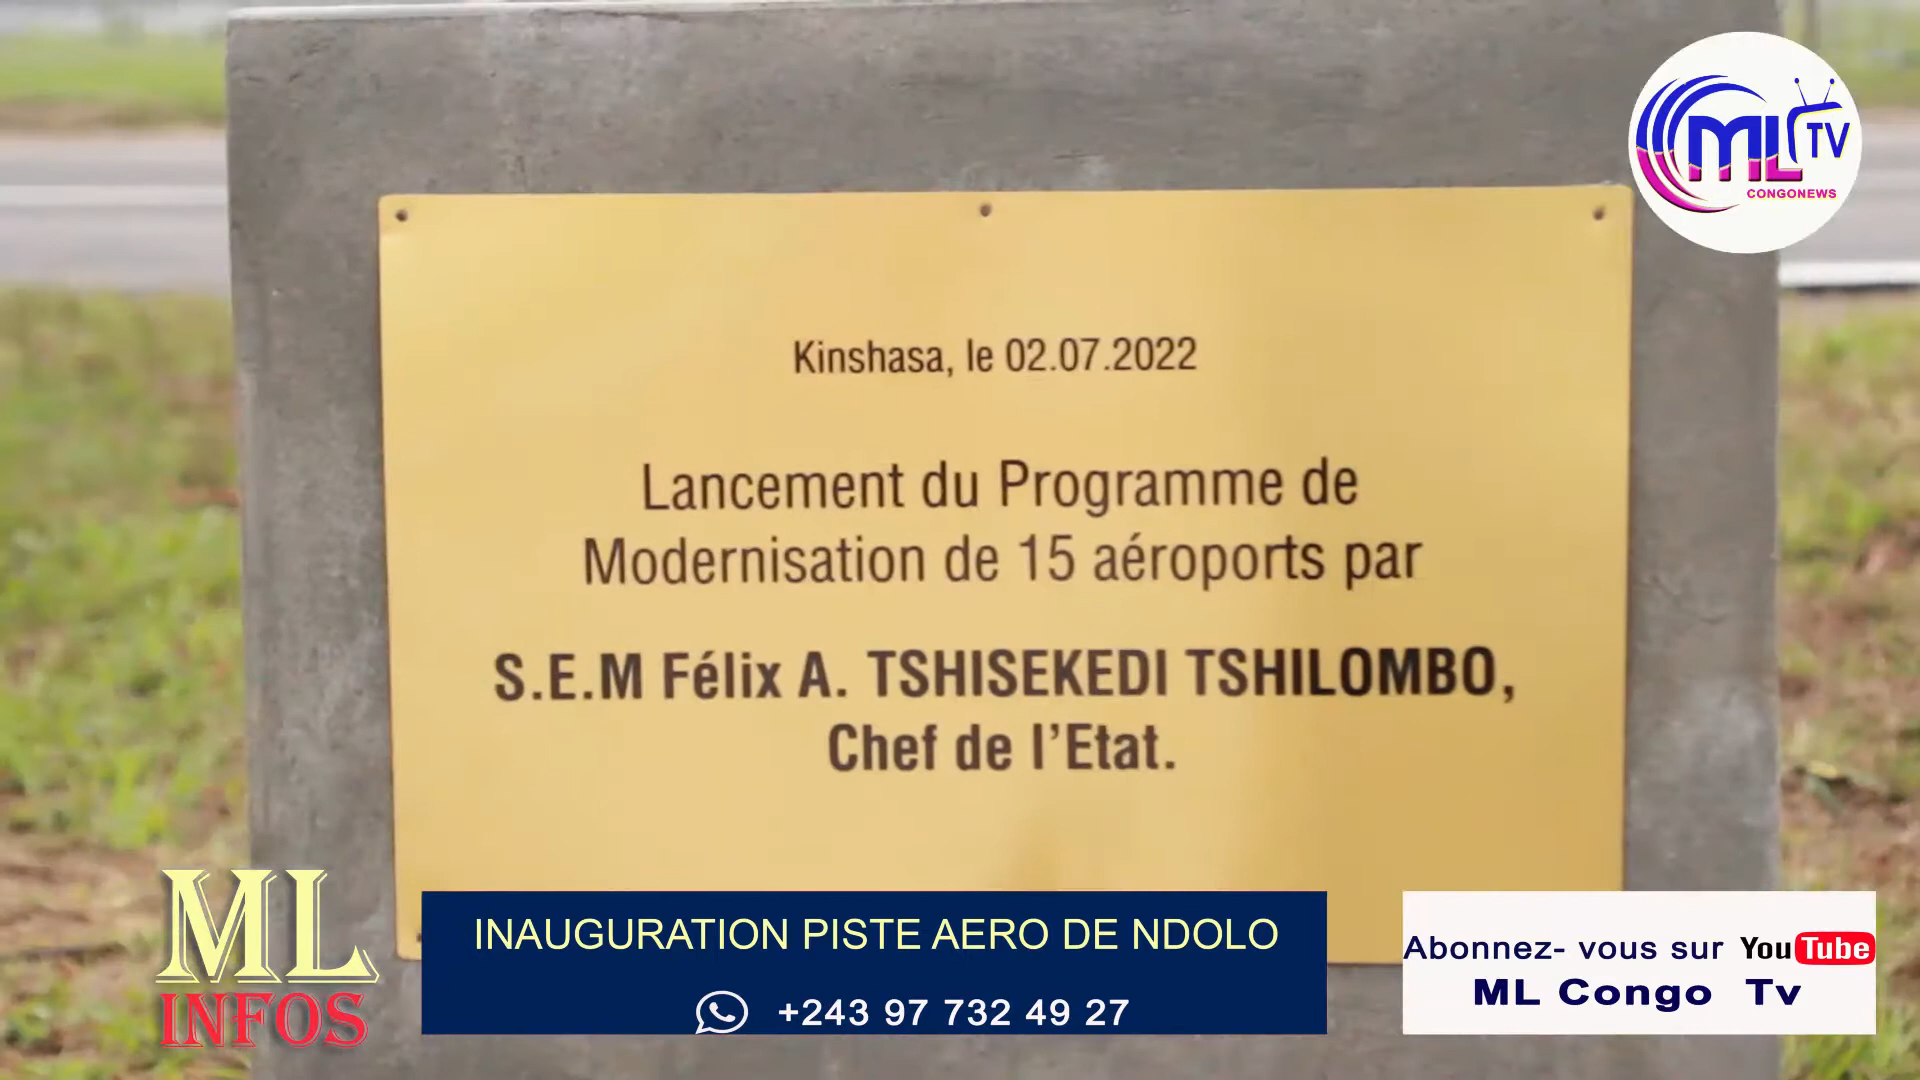 ML TV
CONGONEWS
Kinshasa, le 02.07.2022
Lancement du Programme de
Modernisation de 15 aéroports par
S.E.M Félix A. TSHISEKEDI TSHILOMBO,
Chef de l'Etat.
ML
INFOS
INAUGURATION PISTE AERO DE NDOLO
+243 97 732 49 27
Abonnez- vous sur YouTube
ML Congo Tv